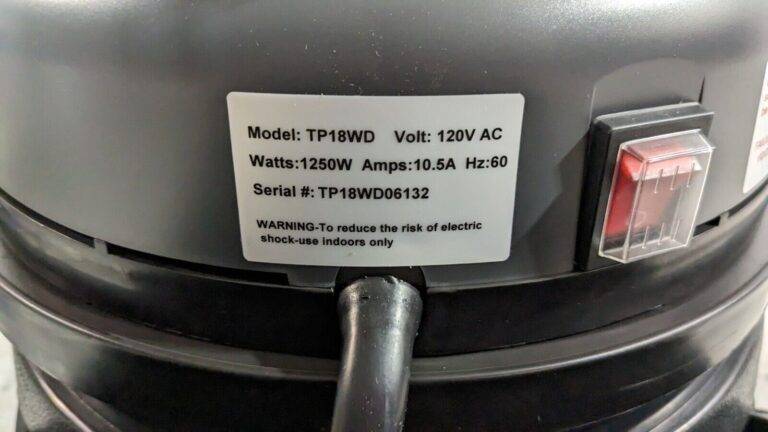 Model: TP18WD Volt: 120V AC
Watts:1250W Amps:10.5A Hz:60
Serial #: TP18WD06132
WARNING-To reduce the risk of electric
shock-use indoors only